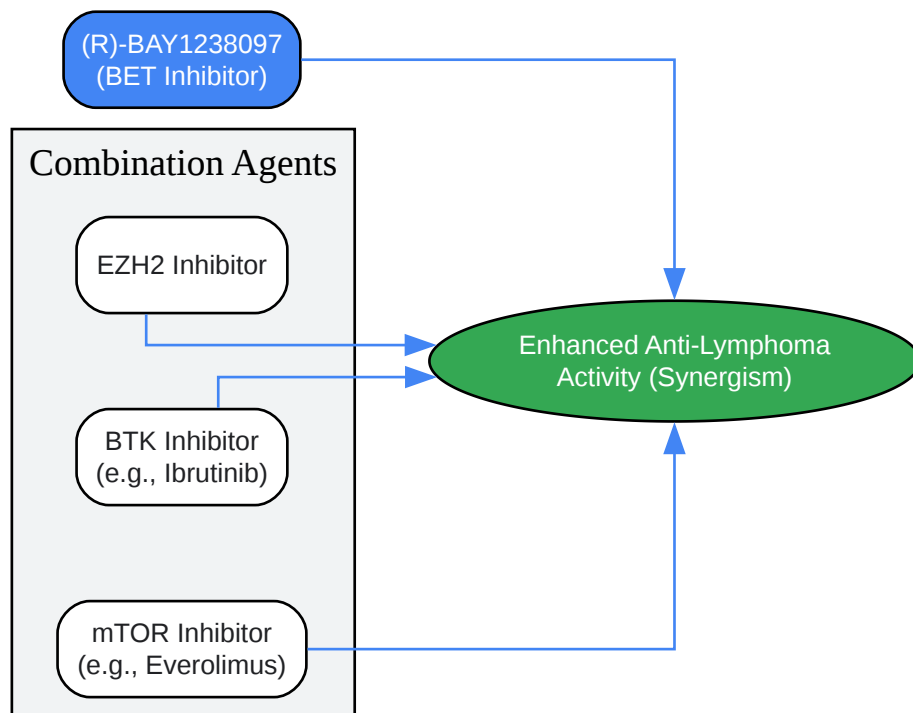 (R)-BAY1238097
(BET Inhibitor)
Combination Agents
EZH2 Inhibitor
Enhanced Anti-Lymphoma
Activity (Synergism)
BTK Inhibitor
(e.g., Ibrutinib)
mTOR Inhibitor
(e.g., Everolimus)